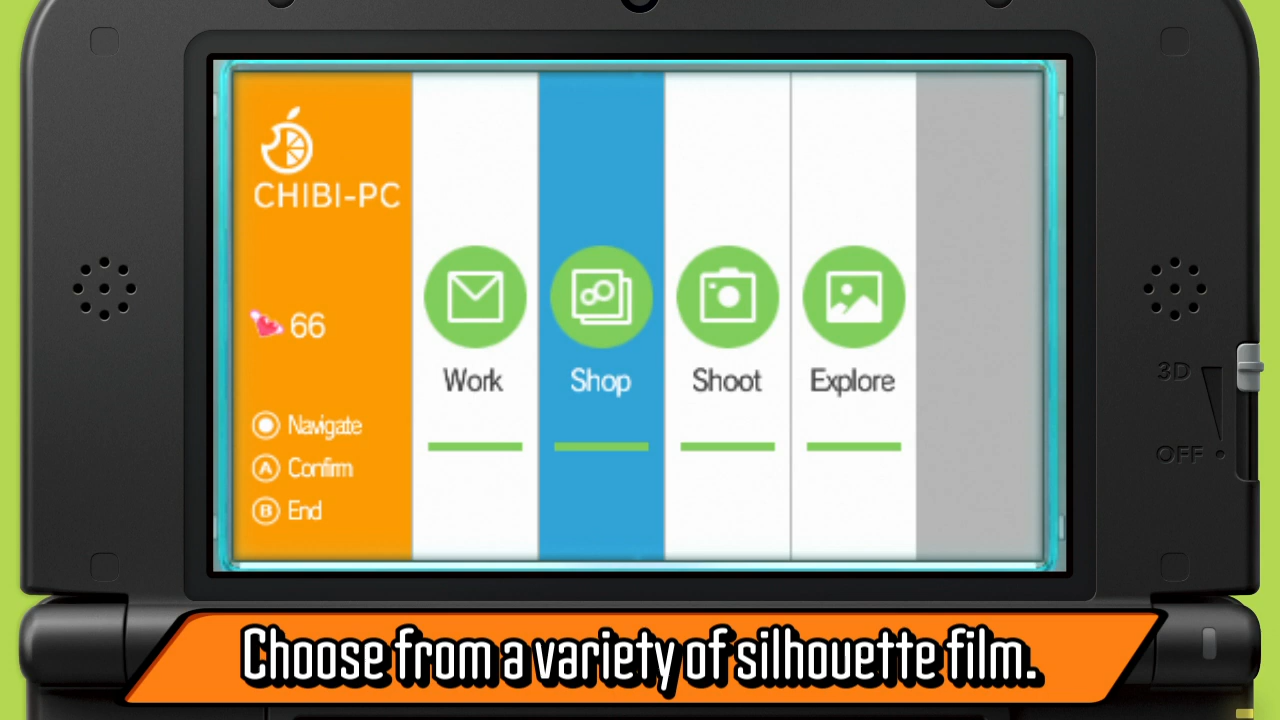 CHIBI-PC
66
Navigate
A Confirm
B End
Work
Shop
Shoot
Explore
3D
OFF
Choose from a variety of silhouette film.